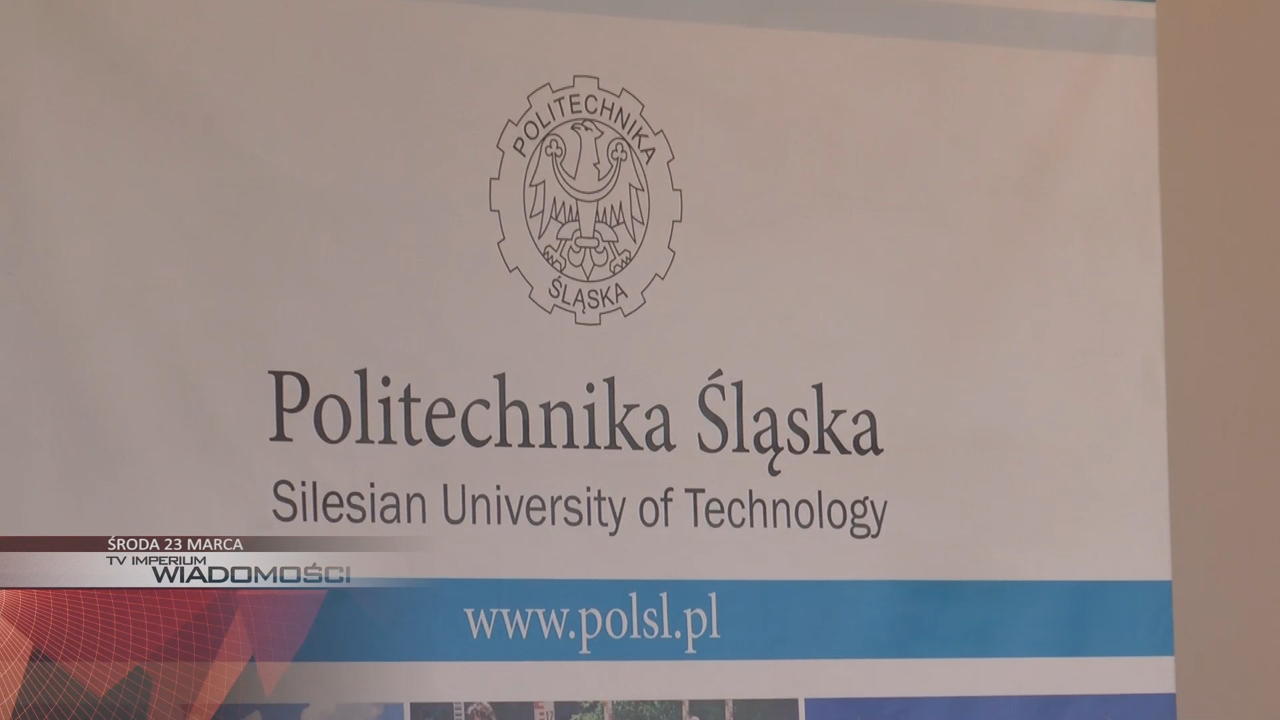 POLITECHNIKA
ŚLĄSKA
Politechnika Śląska
Silesian University of Technology
www.polsl.pl
ŚRODA 23 MARCA
TV IMPERIUM
WIADOMOŚCI